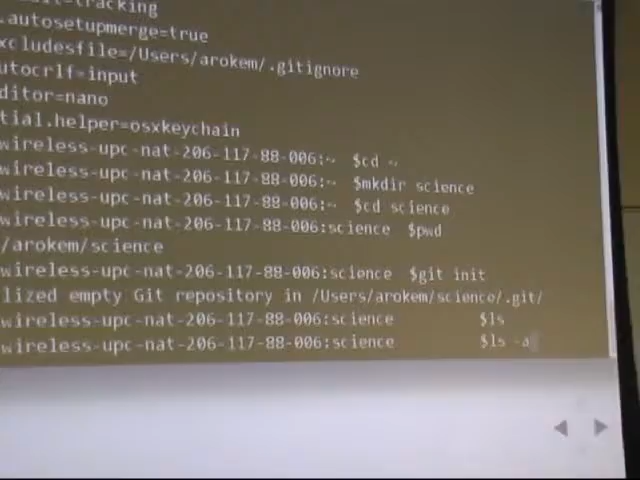 tracking
.autosetupmerge=true
xcludesfile=/Users/arokem/.gitignore
utocrlf=input
ditor=nano
tial.helper=osxkeychain
wireless-upc-nat-206-117-88-006:~ $cd ~
wireless-upc-nat-206-117-88-006:~ $mkdir science
wireless-upc-nat-206-117-88-006:~ $cd science
wireless-upc-nat-206-117-88-006:science $pwd
/arokem/science
wireless-upc-nat-206-117-88-006:science $git init
lized empty Git repository in /Users/arokem/science/.git/
wireless-upc-nat-206-117-88-006:science $ls
wireless-upc-nat-206-117-88-006:science $ls -a